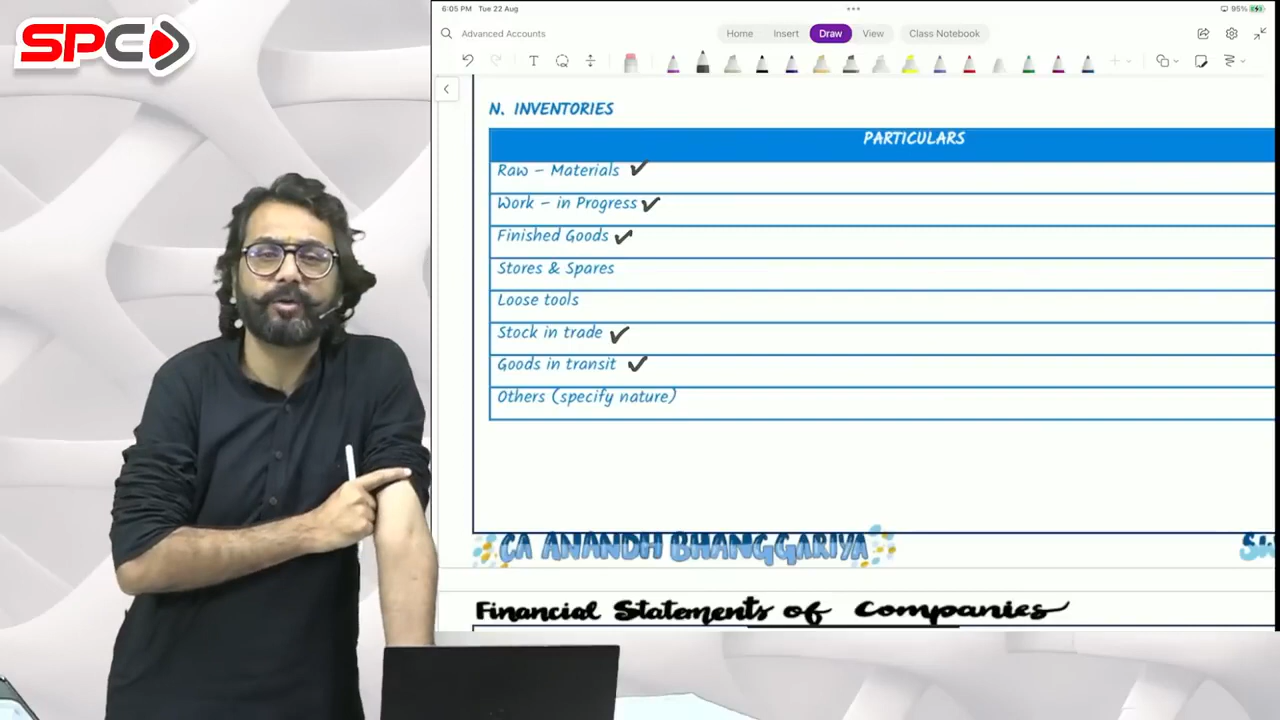 SPC
6:05 PM Tue 22 Aug
95%
Advanced Accounts
Home Insert Draw View Class Notebook
N. INVENTORIES
PARTICULARS
Raw – Materials ✔
Work – in Progress ✔
Finished Goods ✔
Stores & Spares
Loose tools
Stock in trade ✔
Goods in transit ✔
Others (specify nature)
CA ANANDH BHANGGARIYA
Financial Statements of Companies